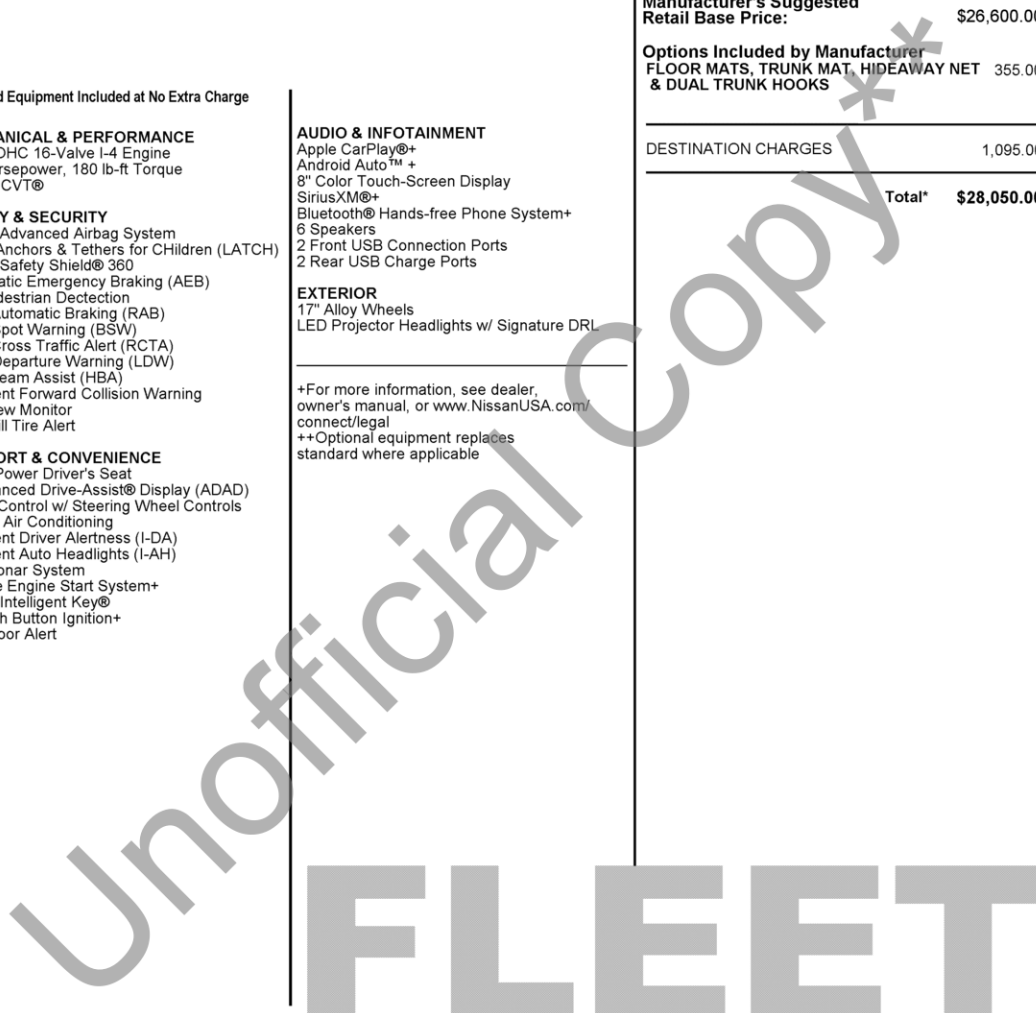 d Equipment Included at No Extra Charge
ANICAL & PERFORMANCE
OHC 16-Valve I-4 Engine
rsepower, 180 lb-ft Torque
CVT®
Y & SECURITY
Advanced Airbag System
Anchors & Tethers for CHildren (LATCH)
Safety Shield® 360
atic Emergency Braking (AEB)
destrian Dectection
utomatic Braking (RAB)
pot Warning (BSW)
ross Traffic Alert (RCTA)
Departure Warning (LDW)
eam Assist (HBA)
ent Forward Collision Warning
ew Monitor
ll Tire Alert
ORT & CONVENIENCE
Power Driver's Seat
anced Drive-Assist® Display (ADAD)
Control w/ Steering Wheel Controls
Air Conditioning
ent Driver Alertness (I-DA)
ent Auto Headlights (I-AH)
onar System
e Engine Start System+
Intelligent Key®
h Button Ignition+
oor Alert
AUDIO & INFOTAINMENT
Apple CarPlay®+
Android Auto™ +
8" Color Touch-Screen Display
SiriusXM®+
Bluetooth® Hands-free Phone System+
6 Speakers
2 Front USB Connection Ports
2 Rear USB Charge Ports
EXTERIOR
17" Alloy Wheels
LED Projector Headlights w/ Signature DRL
+For more information, see dealer,
owner's manual, or www.NissanUSA.com/
connect/legal
++Optional equipment replaces
standard where applicable
Manufacturer's Suggested
Retail Base Price: $26,600.00
Options Included by Manufacturer
FLOOR MATS, TRUNK MAT, HIDEAWAY NET 355.00
& DUAL TRUNK HOOKS
DESTINATION CHARGES 1,095.00
Total* $28,050.00
Unofficial Copy**
FLEET